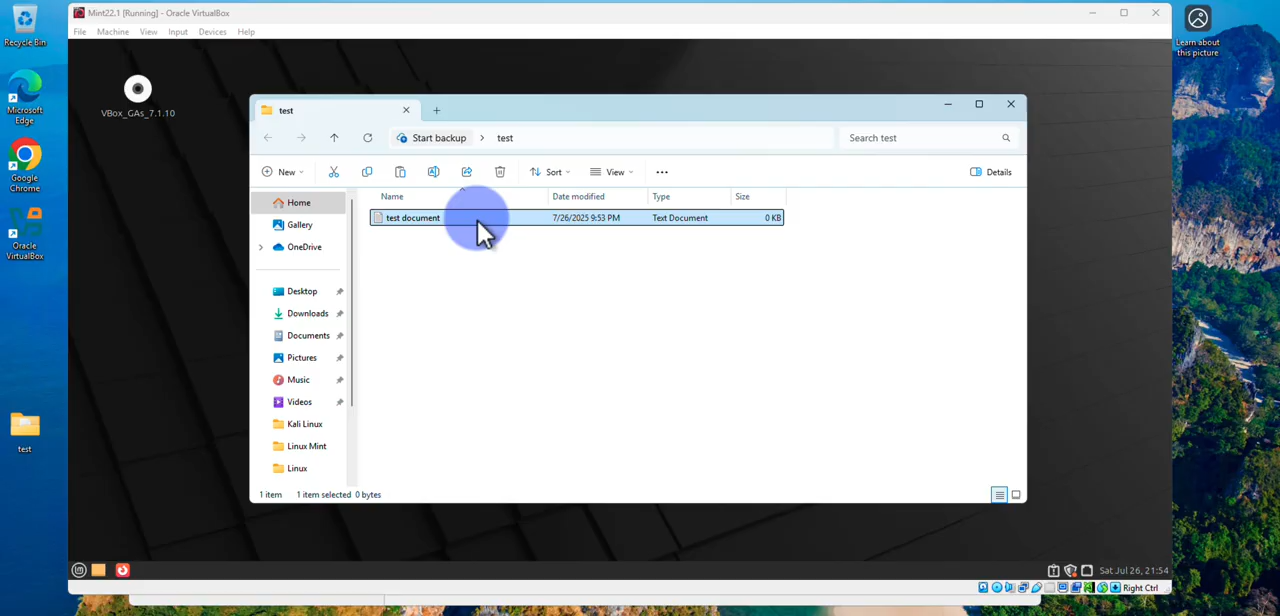 Mint22.1 [Running] - Oracle VirtualBox
File Machine View Input Devices Help
Recycle Bin
Microsoft
Edge
Google
Chrome
Oracle
VirtualBox
test
Learn about
this picture
VBox_GAs_7.1.10
test
Start backup > test
Search test
New
Sort
View
Details
Name Date modified Type Size
test document 7/26/2025 9:53 PM Text Document 0 KB
Home
Gallery
OneDrive
Desktop
Downloads
Documents
Pictures
Music
Videos
Kali Linux
Linux Mint
Linux
1 item 1 item selected 0 bytes
Sat Jul 26, 21:54
Right Ctrl